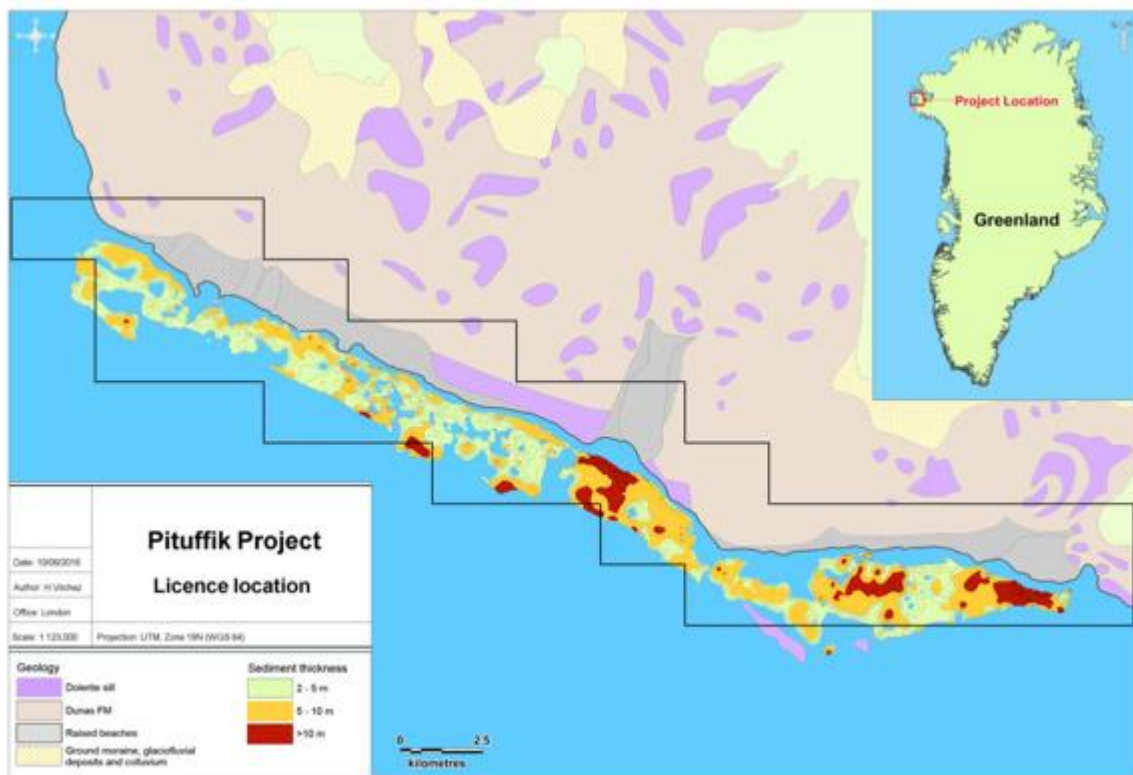 Project Location
Greenland
Pituffik Project
Licence location
Date: 10/06/2016
Author: H Vilchez
Office: London
Scale: 1:123,000
Projection: UTM, Zone 19N (WGS 84)
Geology
Dolerite sill
Dunas FM
Raised beaches
Ground moraine, glaciofluvial
deposits and colluvium
Sediment thickness
2 - 5 m
5 - 10 m
>10 m
0 2.5
kilometres